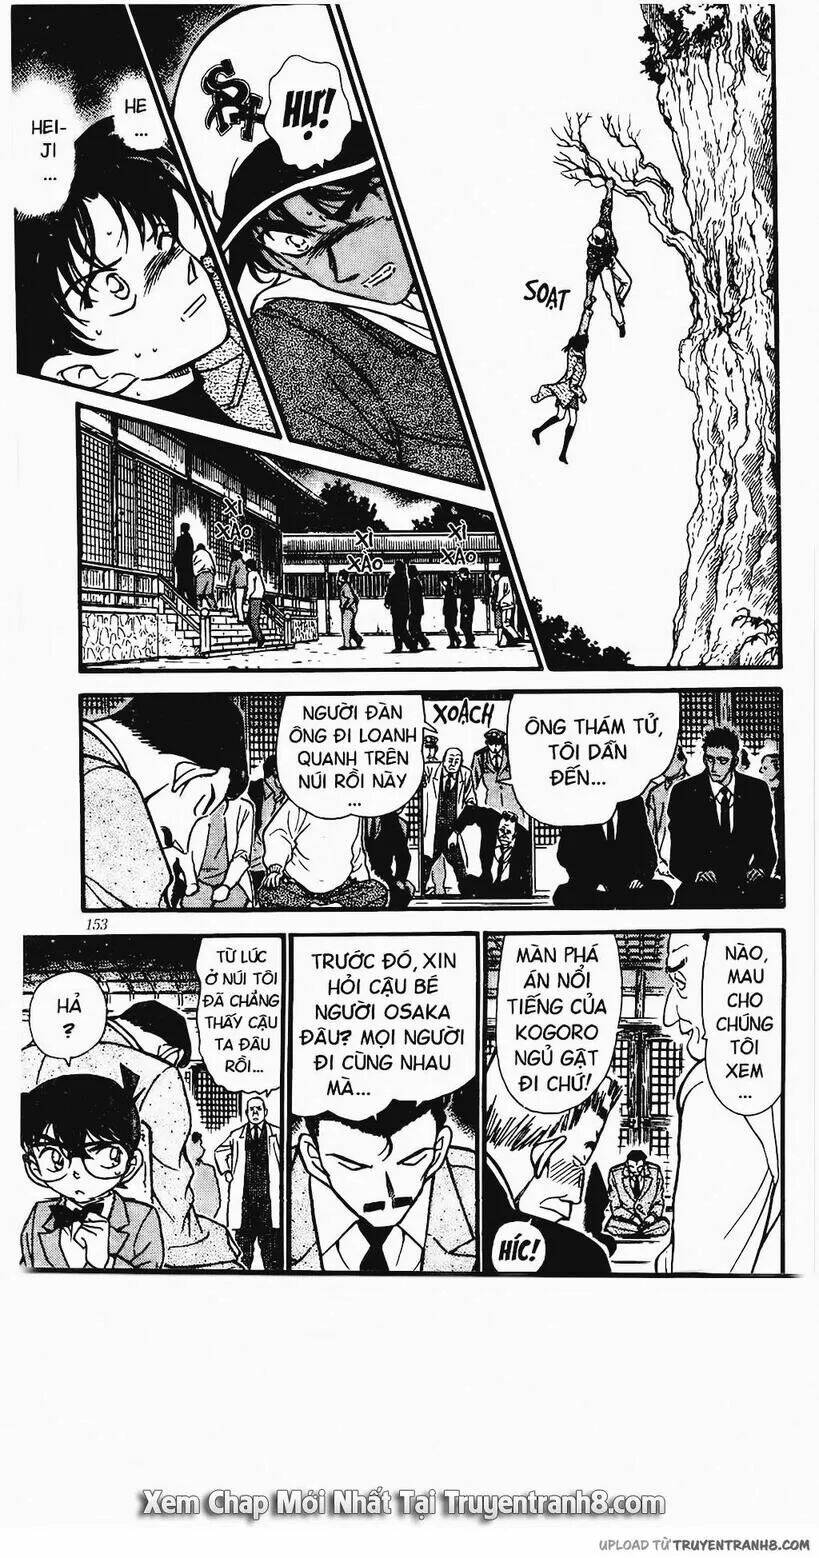 SOẠT
HỰ!
HE
...
HEI-
JI
...
XÌ
XÀO
XÌ
XÀO
XÌ
XÀO
ÔNG THÁM TỬ,
TÔI DẪN
ĐẾN...
XOẠCH
NGƯỜI ĐÀN
ÔNG ĐI LOANH
QUANH TRÊN
NÚI RỒI NÀY
...
153
NÀO,
MAU
CHO
CHÚNG
TÔI
XEM
...
MÀN PHÁ
ÁN NỔI
TIẾNG CỦA
KOGORO
NGỦ GẬT
ĐI CHỨ!
HÍC!
TRƯỚC ĐÓ, XIN
HỎI CẬU BÉ
NGƯỜI OSAKA
ĐÂU? MỌI NGƯỜI
ĐI CÙNG NHAU
MÀ...
TỪ LÚC
Ở NÚI TÔI
ĐÃ CHẲNG
THẤY CẬU
TA ĐÂU
RỒI...
HẢ
?
Xem Chap Mới Nhất Tại Truyentranh8.com
UPLOAD TỪ TRUYENTRANH8.COM